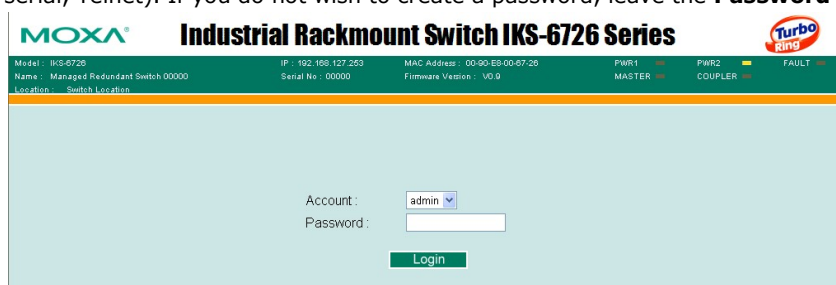 serial, Telnet). If you do not wish to create a password, leave the Password
MOXA® Industrial Rackmount Switch IKS-6726 Series Turbo Ring
Model : IKS-6726 IP : 192.168.127.253 MAC Address : 00-90-E8-00-67-26 PWR1 PWR2 FAULT
Name : Managed Redundant Switch 00000 Serial No : 00000 Firmware Version : V0.9 MASTER COUPLER
Location : Switch Location
Account : admin
Password :
Login